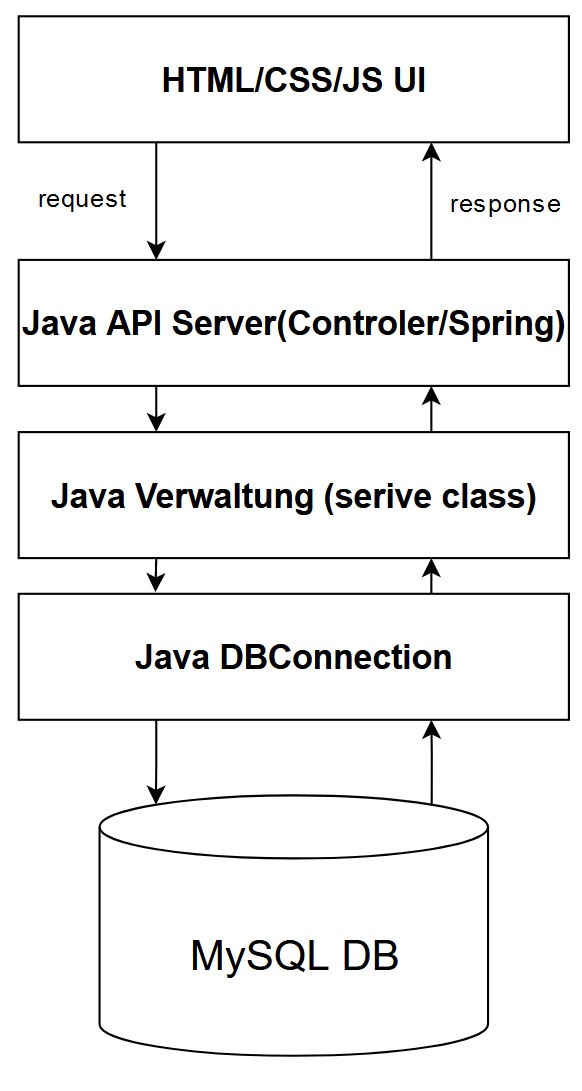 HTML/CSS/JS UI
request
response
Java API Server(Controler/Spring)
Java Verwaltung (serive class)
Java DBConnection
MySQL DB